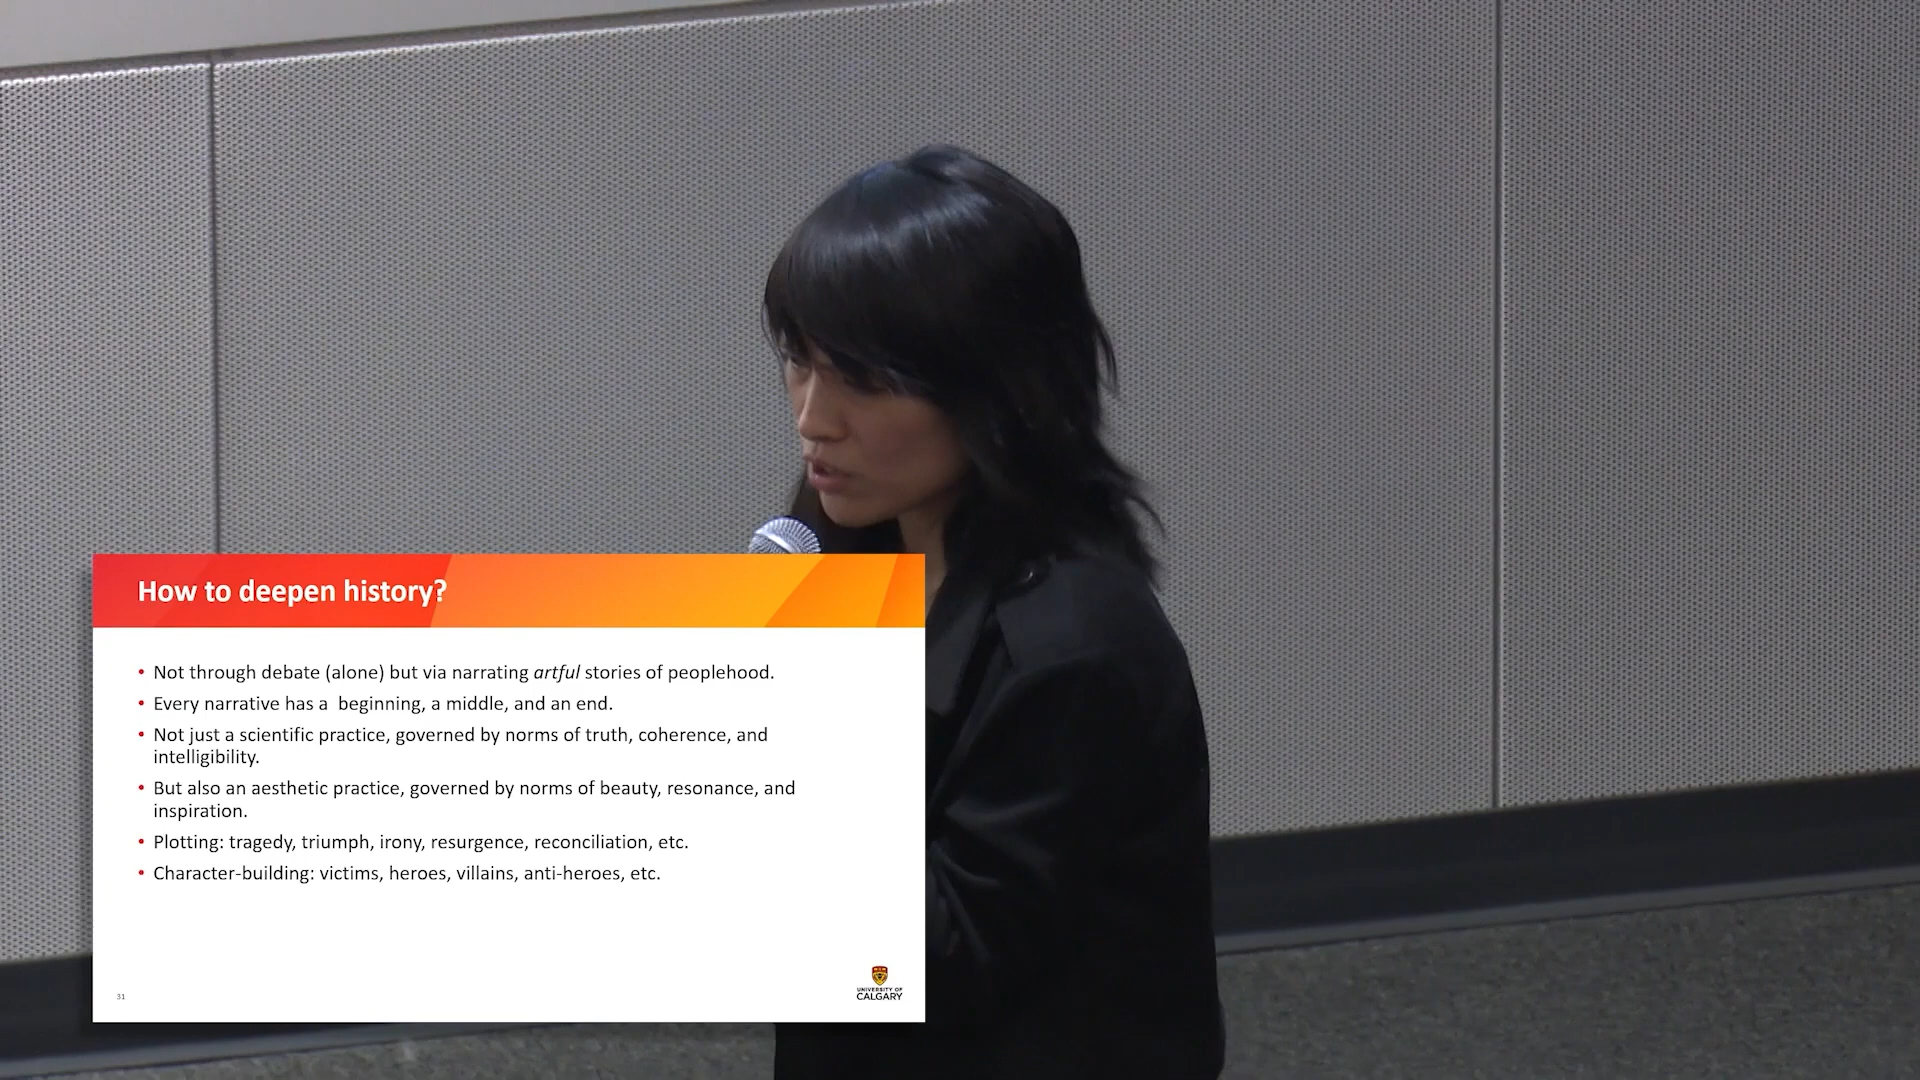 How to deepen history?
• Not through debate (alone) but via narrating artful stories of peoplehood.
• Every narrative has a  beginning, a middle, and an end.
• Not just a scientific practice, governed by norms of truth, coherence, and
intelligibility.
• But also an aesthetic practice, governed by norms of beauty, resonance, and
inspiration.
• Plotting: tragedy, triumph, irony, resurgence, reconciliation, etc.
• Character-building: victims, heroes, villains, anti-heroes, etc.
31
UNIVERSITY OF
CALGARY